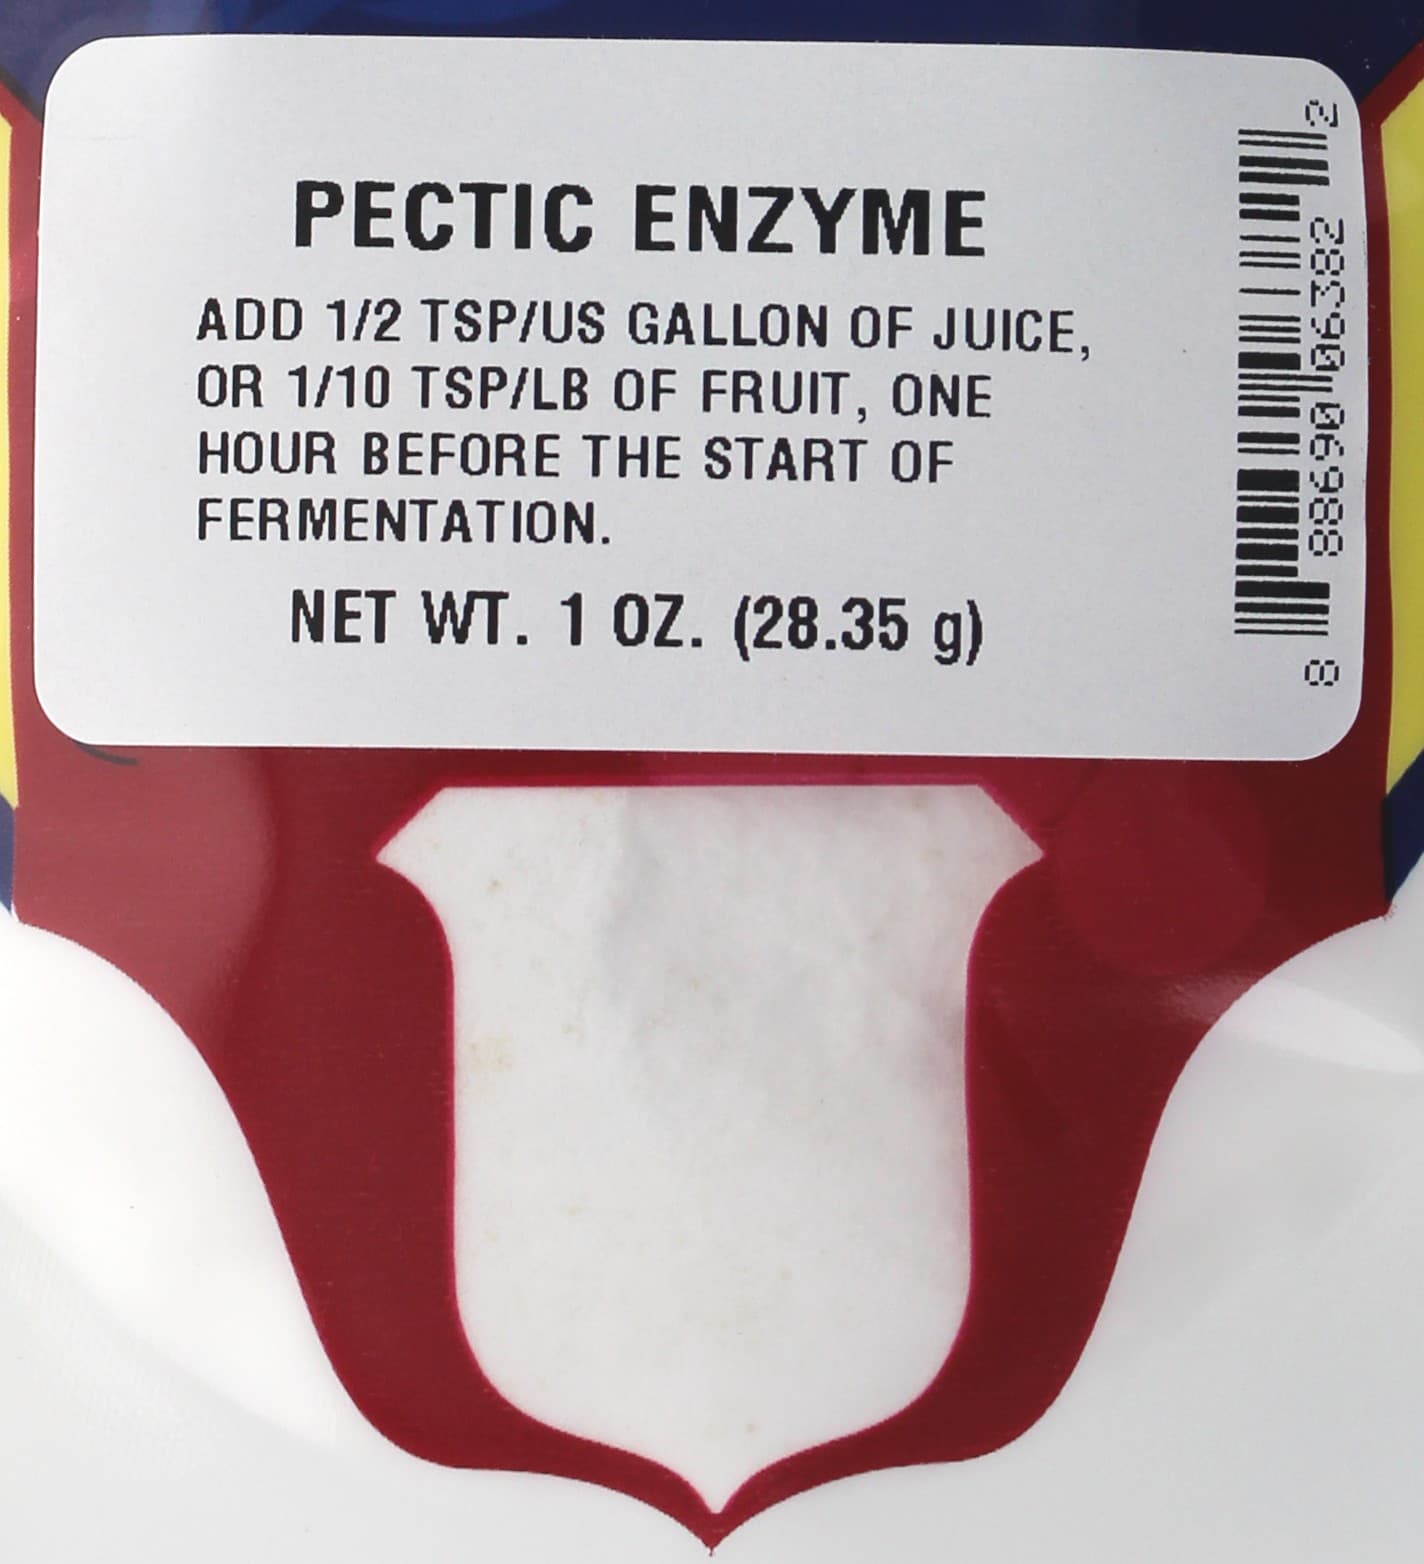 PECTIC ENZYME
ADD 1/2 TSP/US GALLON OF JUICE,
OR 1/10 TSP/LB OF FRUIT, ONE
HOUR BEFORE THE START OF
FERMENTATION.
NET WT. 1 OZ. (28.35 g)
8 88690 06382 2